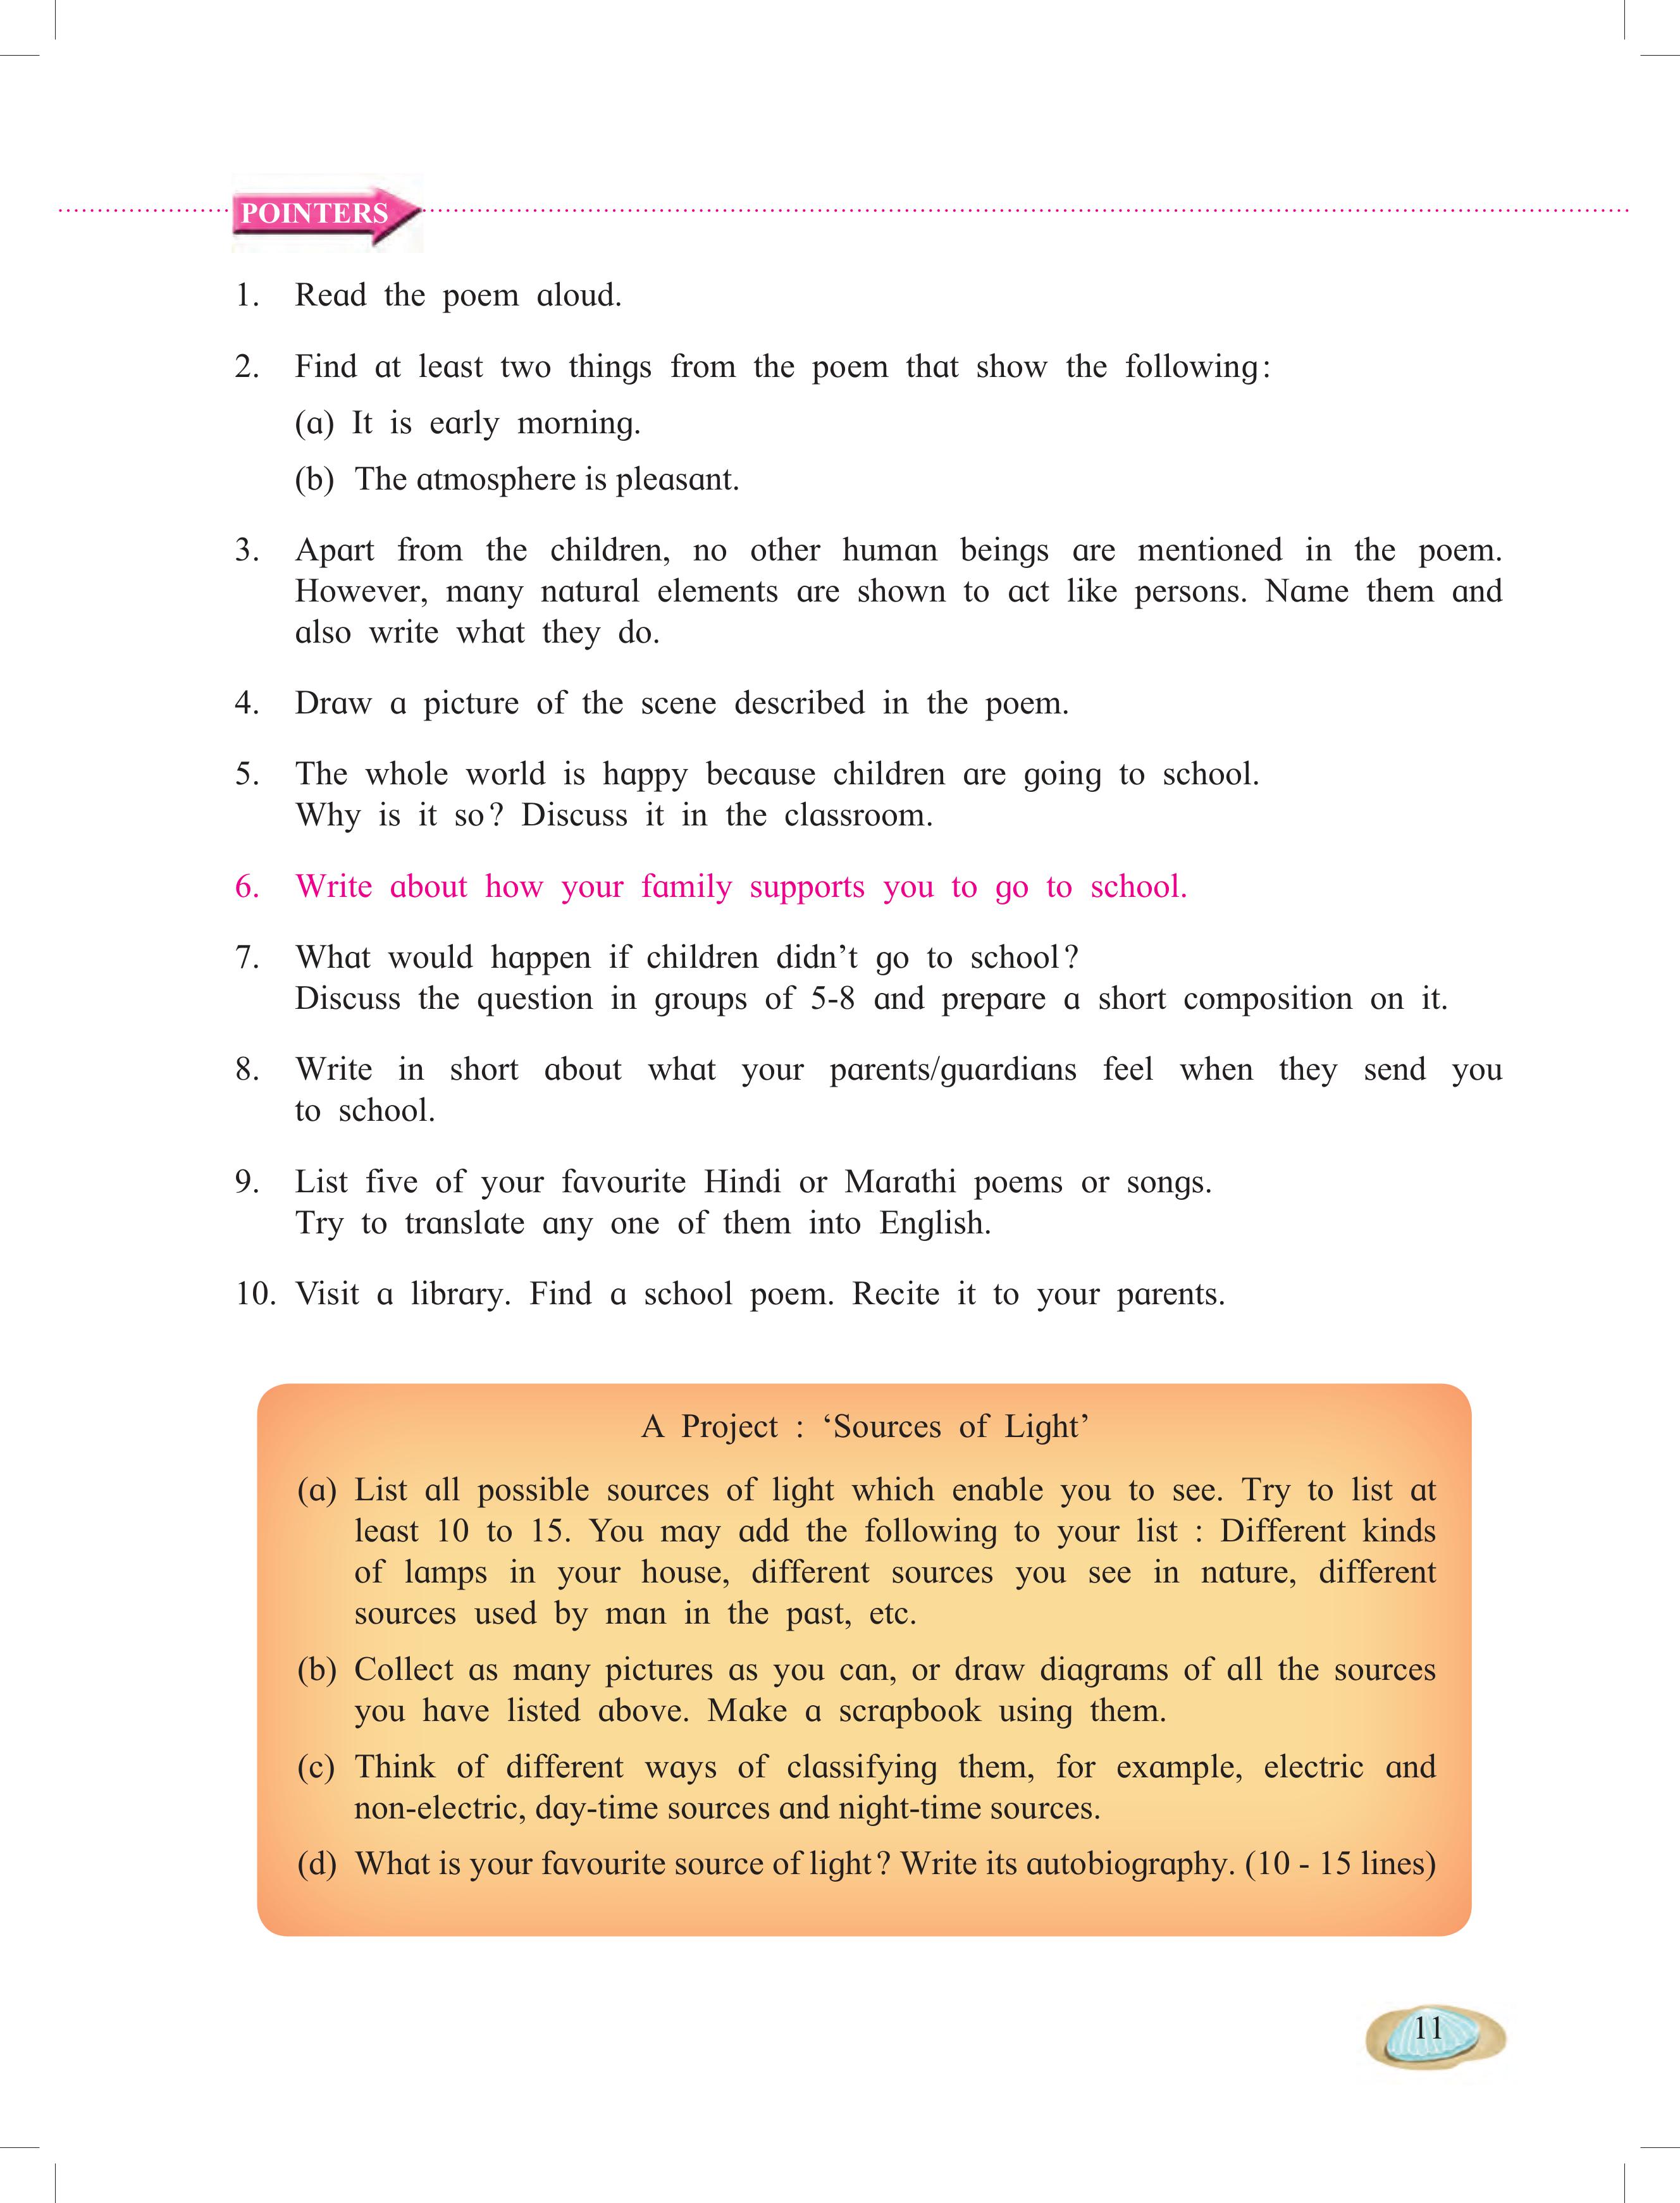 POINTERS
1. Read the poem aloud.
2. Find at least two things from the poem that show the following:
(a) It is early morning.
(b) The atmosphere is pleasant.
3. Apart from the children, no other human beings are mentioned in the poem.
However, many natural elements are shown to act like persons. Name them and
also write what they do.
4. Draw a picture of the scene described in the poem.
5. The whole world is happy because children are going to school.
Why is it so? Discuss it in the classroom.
6. Write about how your family supports you to go to school.
7. What would happen if children didn’t go to school?
Discuss the question in groups of 5-8 and prepare a short composition on it.
8. Write in short about what your parents/guardians feel when they send you
to school.
9. List five of your favourite Hindi or Marathi poems or songs.
Try to translate any one of them into English.
10. Visit a library. Find a school poem. Recite it to your parents.
A Project : ‘Sources of Light’
(a) List all possible sources of light which enable you to see. Try to list at
least 10 to 15. You may add the following to your list : Different kinds
of lamps in your house, different sources you see in nature, different
sources used by man in the past, etc.
(b) Collect as many pictures as you can, or draw diagrams of all the sources
you have listed above. Make a scrapbook using them.
(c) Think of different ways of classifying them, for example, electric and
non-electric, day-time sources and night-time sources.
(d) What is your favourite source of light? Write its autobiography. (10 - 15 lines)
11